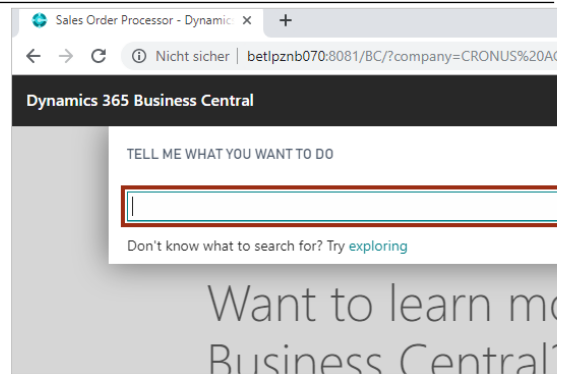 Sales Order Processor - Dynamic
Nicht sicher | betlpznb070:8081/BC/?company=CRONUS%20A
Dynamics 365 Business Central
TELL ME WHAT YOU WANT TO DO
Don't know what to search for? Try exploring
Want to learn mo
Business Central?